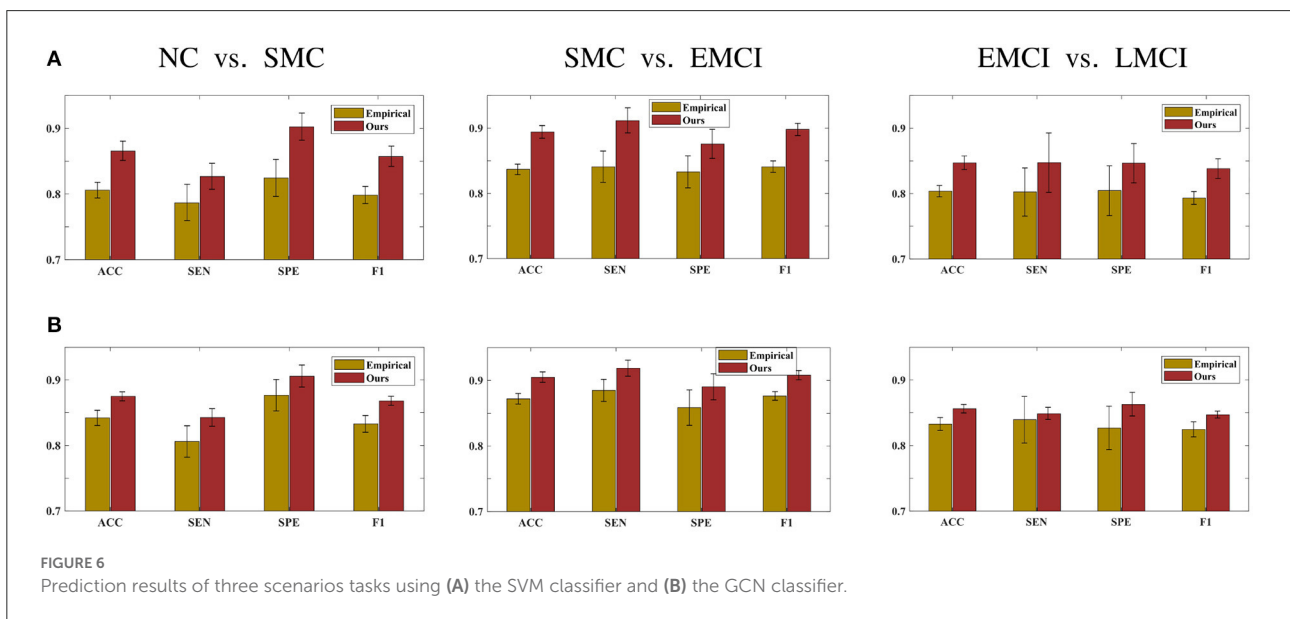 A
NC vs. SMC
SMC vs. EMCI
EMCI vs. LMCI
Empirical
Ours
0.9
0.8
0.7
ACC SEN SPE F1
Empirical
Ours
0.9
0.8
0.7
ACC SEN SPE F1
Empirical
Ours
0.9
0.8
0.7
ACC SEN SPE F1
B
Empirical
Ours
0.9
0.8
0.7
ACC SEN SPE F1
Empirical
Ours
0.9
0.8
0.7
ACC SEN SPE F1
Empirical
Ours
0.9
0.8
0.7
ACC SEN SPE F1
FIGURE 6
Prediction results of three scenarios tasks using (A) the SVM classifier and (B) the GCN classifier.